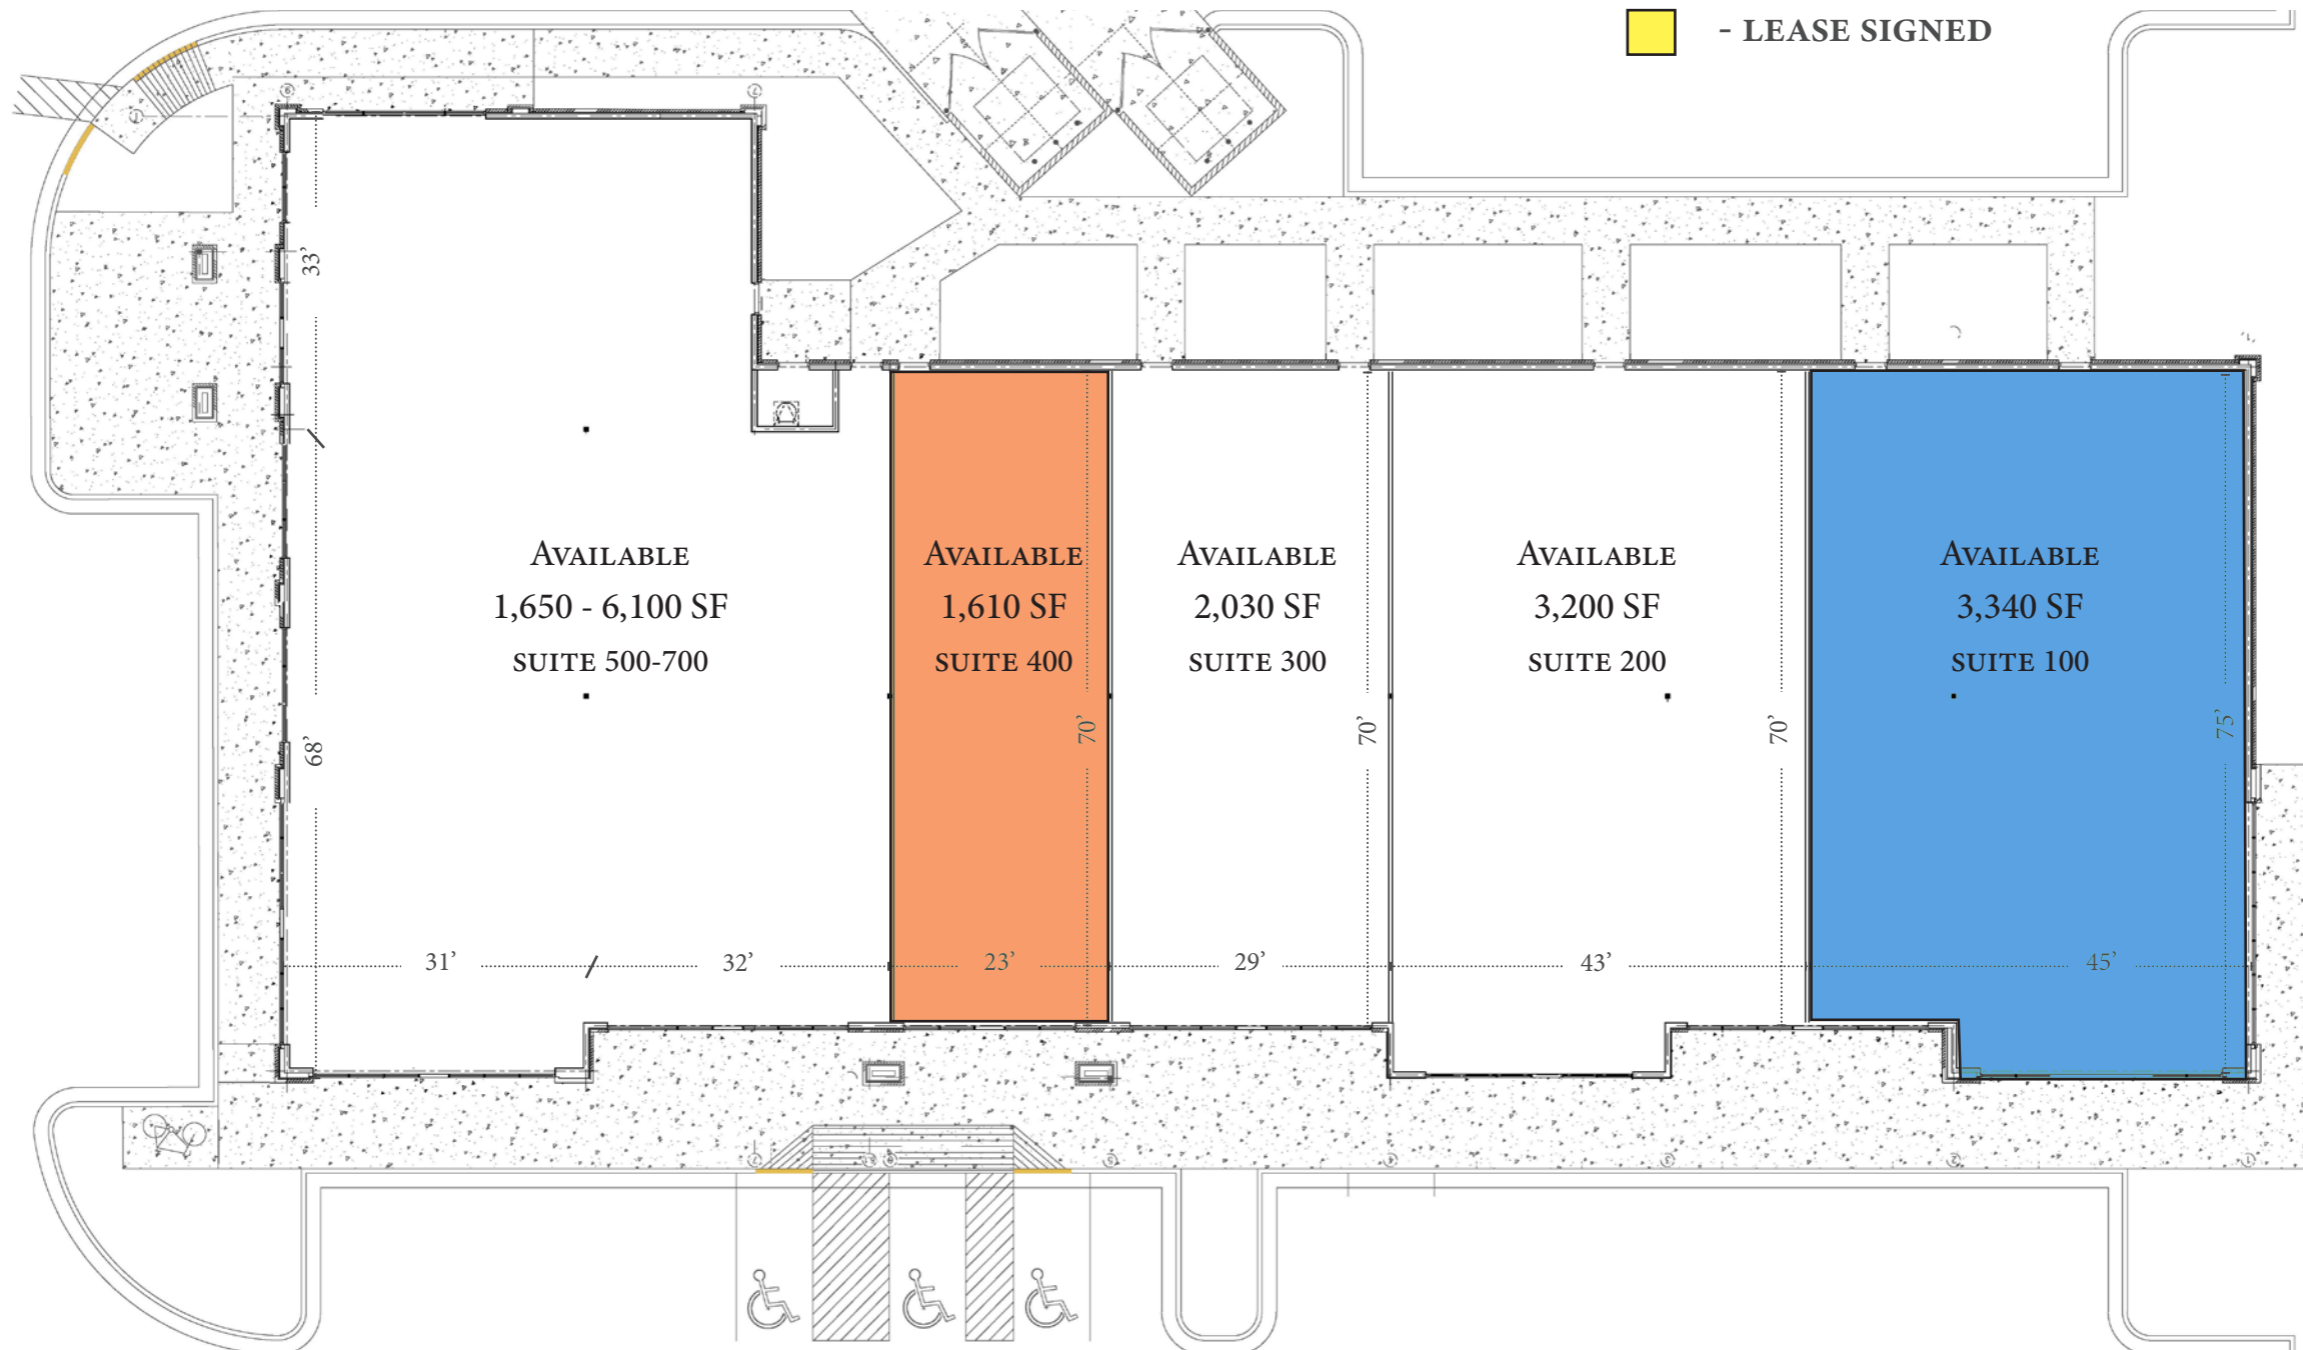 - LEASE SIGNED
33'
AVAILABLE
1,650 - 6,100 SF
SUITE 500-700
AVAILABLE
1,610 SF
SUITE 400
AVAILABLE
2,030 SF
SUITE 300
AVAILABLE
3,200 SF
SUITE 200
AVAILABLE
3,340 SF
SUITE 100
68'
70'
70'
70'
75'
31'
32'
23'
29'
43'
45'